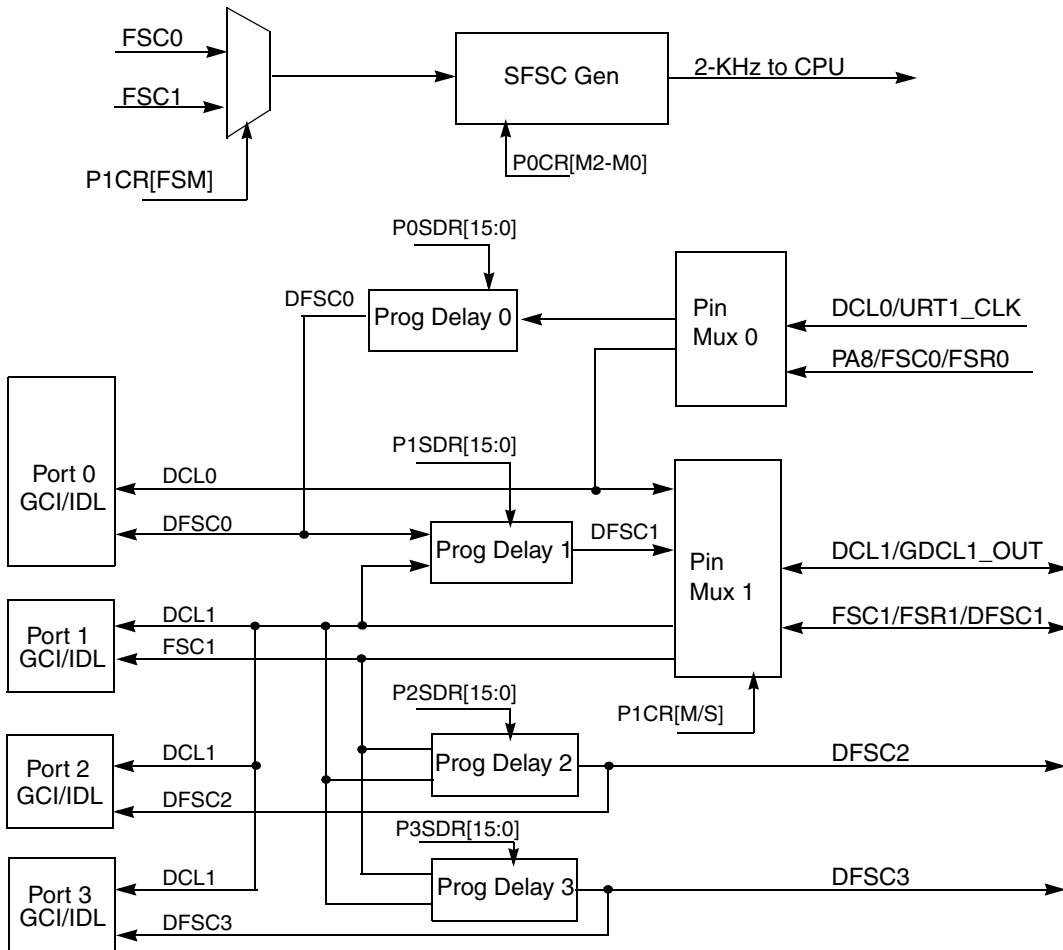 FSC0
FSC1
P1CR[FSM]
SFSC Gen
2-KHz to CPU
P0CR[M2-M0]
P0SDR[15:0]
DFSC0
Prog Delay 0
Pin
Mux 0
DCL0/URT1_CLK
PA8/FSC0/FSR0
Port 0
GCI/IDL
DCL0
DFSC0
P1SDR[15:0]
Prog Delay 1
DFSC1
Pin
Mux 1
DCL1/GDCL1_OUT
FSC1/FSR1/DFSC1
P1CR[M/S]
Port 1
GCI/IDL
DCL1
FSC1
P2SDR[15:0]
Prog Delay 2
DFSC2
Port 2
GCI/IDL
DCL1
DFSC2
P3SDR[15:0]
Prog Delay 3
DFSC3
Port 3
GCI/IDL
DCL1
DFSC3